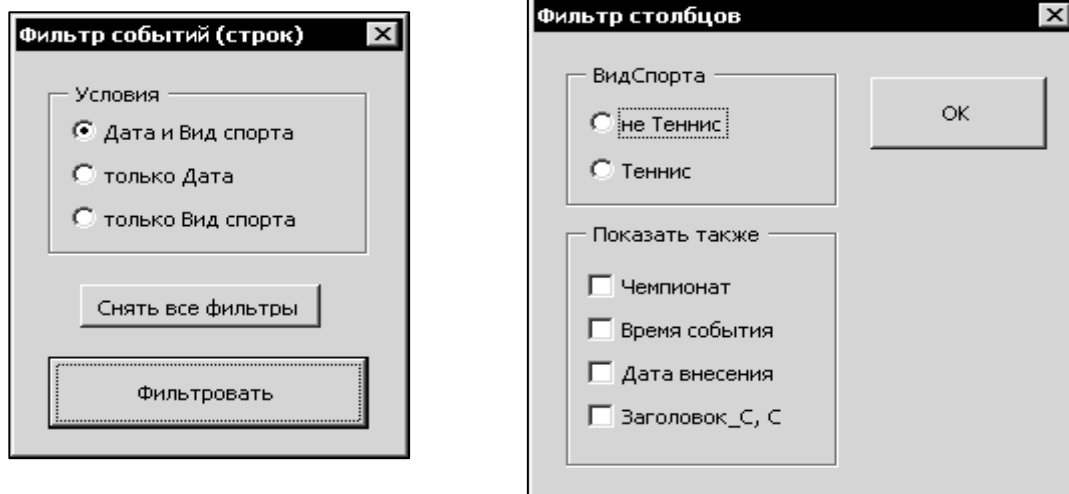 Фильтр событий (строк)
Условия
Дата и Вид спорта
только Дата
только Вид спорта
Снять все фильтры
Фильтровать
Фильтр столбцов
ВидСпорта
не Теннис
Теннис
OK
Показать также
Чемпионат
Время события
Дата внесения
Заголовок_С, С